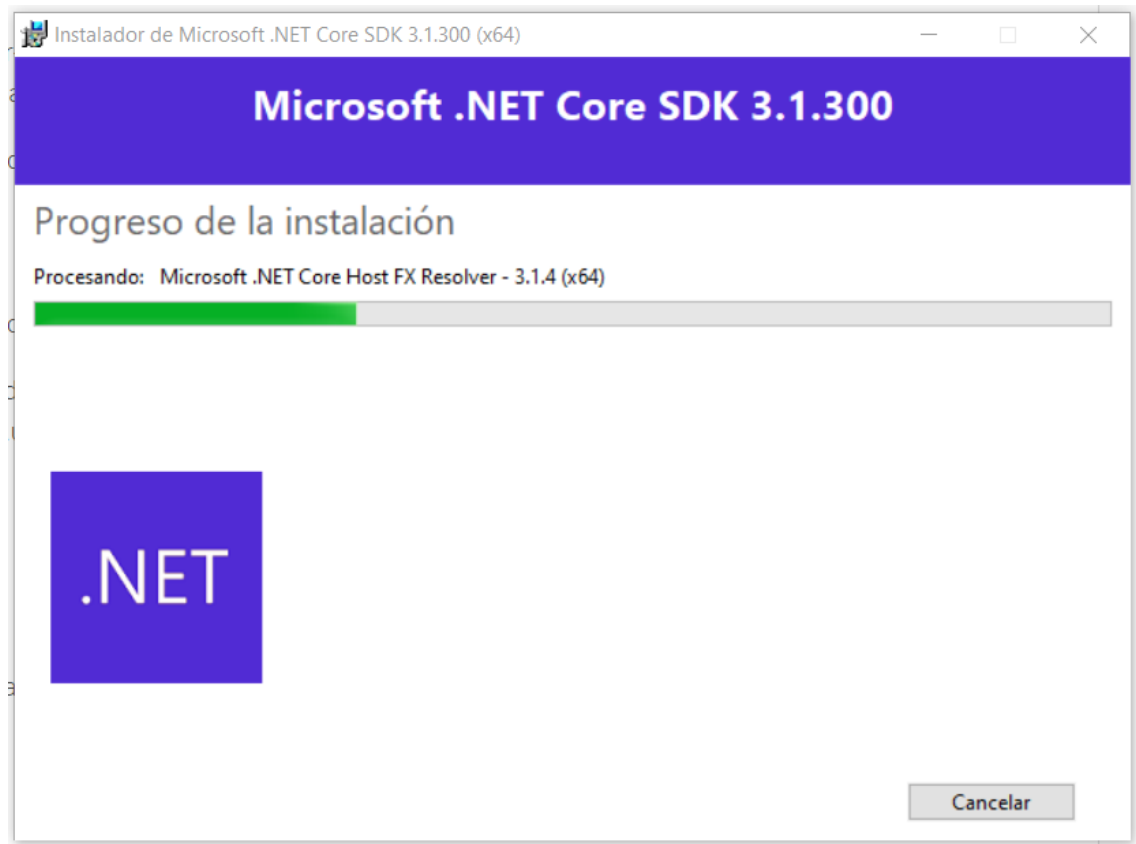 Instalador de Microsoft .NET Core SDK 3.1.300 (x64)
Microsoft .NET Core SDK 3.1.300
Progreso de la instalación
Procesando: Microsoft .NET Core Host FX Resolver - 3.1.4 (x64)
.NET
Cancelar